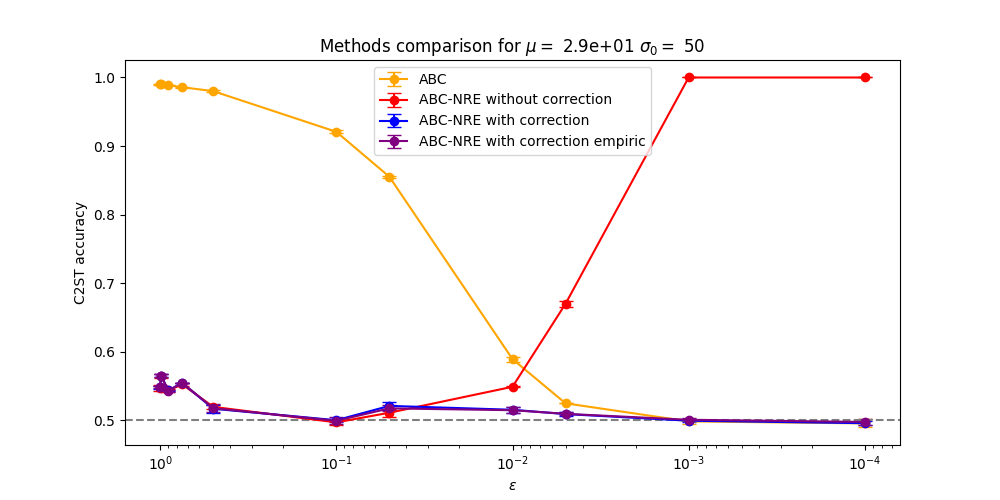 Methods comparison for μ = 2.9e+01 σ₀ = 50
ABC
ABC-NRE without correction
ABC-NRE with correction
ABC-NRE with correction empiric
C2ST accuracy
1.0
0.9
0.8
0.7
0.6
0.5
10⁰ 10⁻¹ 10⁻² 10⁻³ 10⁻⁴
ε